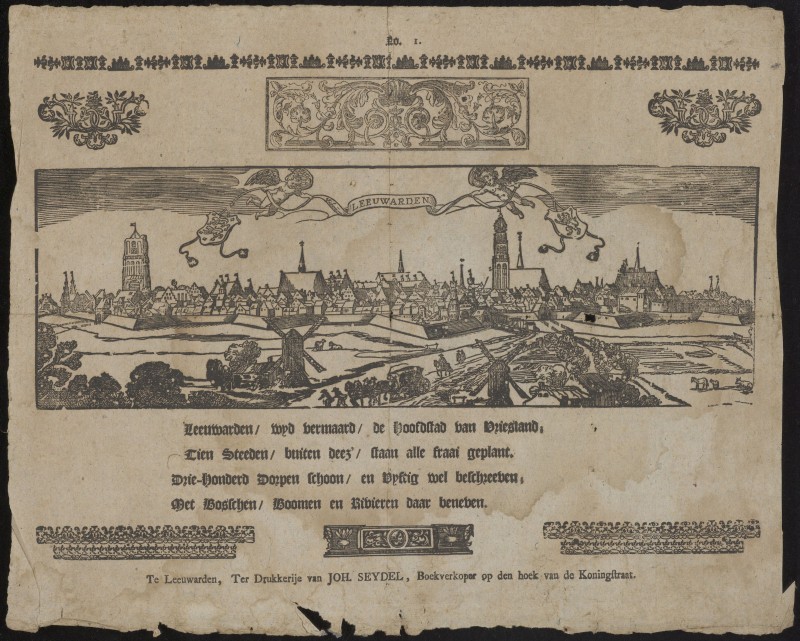 No. 1.
LEEUWARDEN
Leeuwarden/ wyd vermaard/ de Hoofdstad van Vriesland;
Tien Steeden/ buiten deez'/ staan alle fraai geplant.
Drie-Honderd Dorpen schoon/ en Vyftig wel beschreeven;
Met Bosschen/ Boomen en Rivieren daar beneven.
Te Leeuwarden, Ter Drukkerije van JOH. SEYDEL, Boekverkoper op den hoek van de Koningstraat.